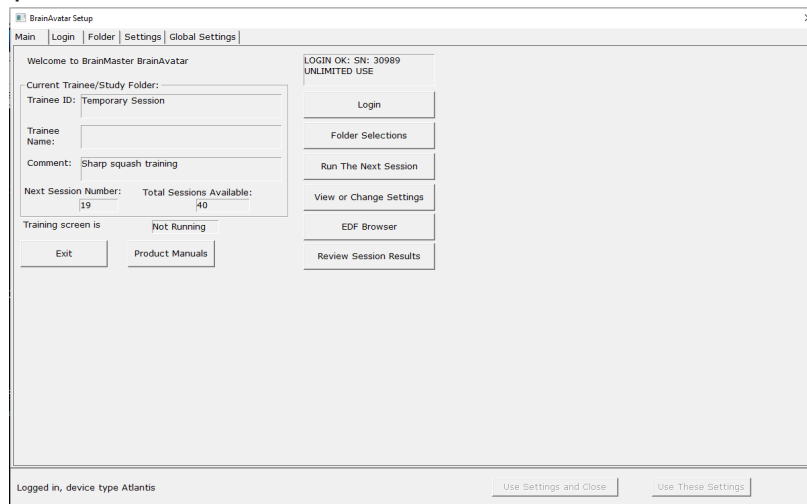 BrainAvatar Setup
Main Login Folder Settings Global Settings
Welcome to BrainMaster BrainAvatar
LOGIN OK: SN: 30989
UNLIMITED USE
Current Trainee/Study Folder:
Trainee ID: Temporary Session
Login
Trainee
Name:
Folder Selections
Comment: Sharp squash training
Run The Next Session
Next Session Number: Total Sessions Available:
19 40
View or Change Settings
Training screen is Not Running
EDF Browser
Exit Product Manuals
Review Session Results
Logged in, device type Atlantis
Use Settings and Close Use These Settings